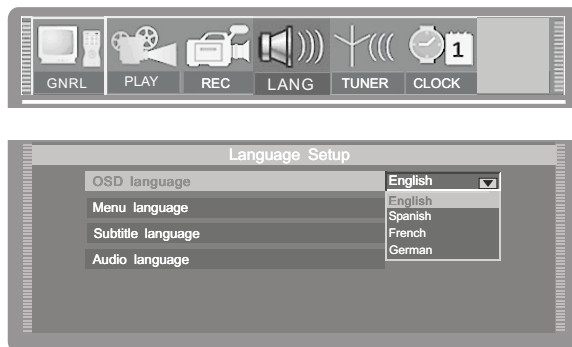 1
GNRL PLAY REC LANG TUNER CLOCK
Language Setup
OSD language English
English
Menu language
Spanish
Subtitle language
French
German
Audio language